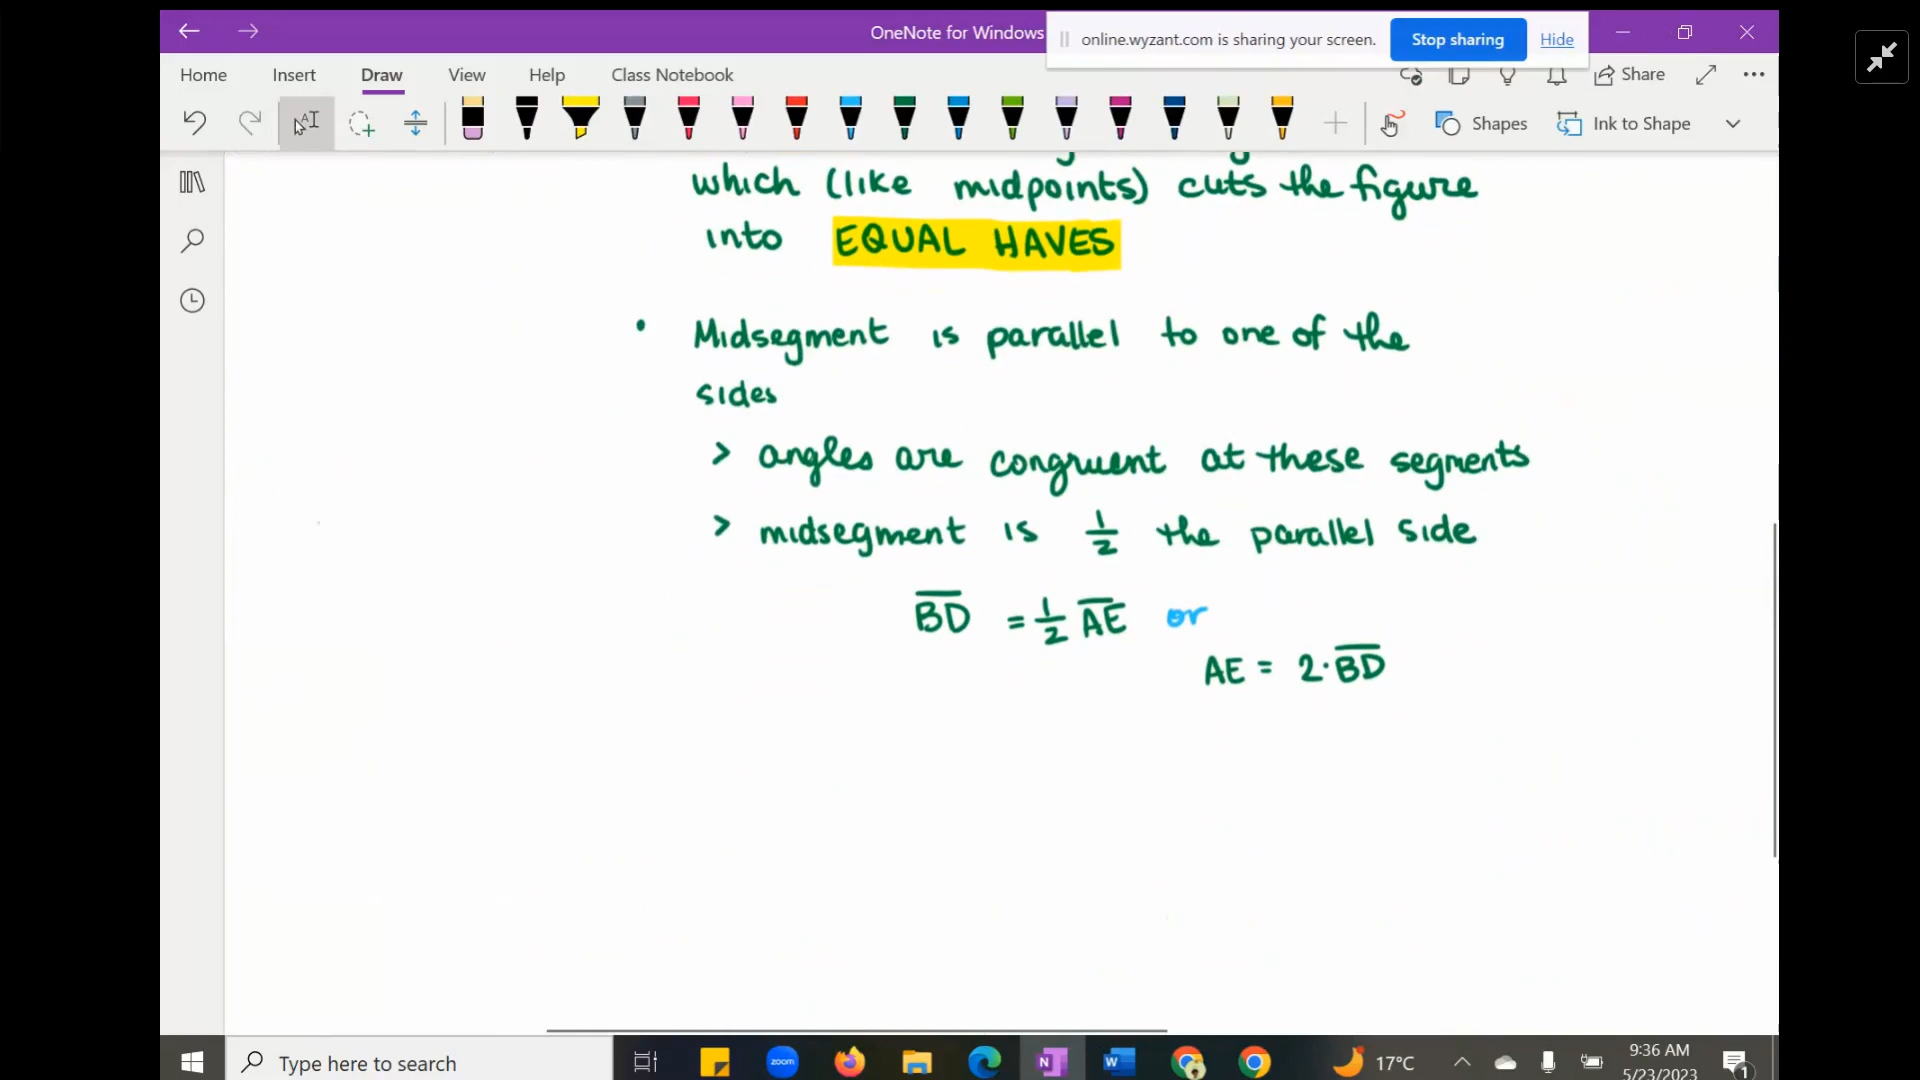 OneNote for Windows
online.wyzant.com is sharing your screen. Stop sharing Hide
Home Insert Draw View Help Class Notebook Share
Shapes Ink to Shape
which (like midpoints) cuts the figure
into EQUAL HAVES
• Midsegment is parallel to one of the
sides
> angles are congruent at these segments
> midsegment is 1/2 the parallel side
BD = 1/2 AE or
AE = 2·BD
Type here to search
zoom
17°C
9:36 AM
5/23/2023
1